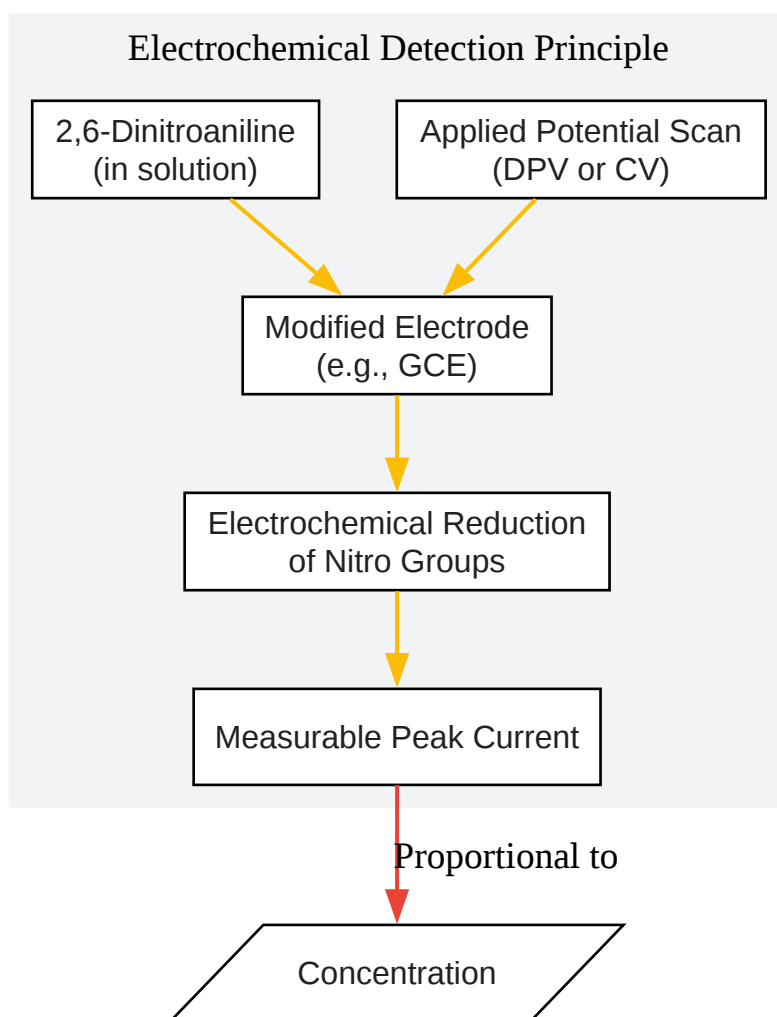 Electrochemical Detection Principle
2,6-Dinitroaniline
(in solution)
Applied Potential Scan
(DPV or CV)
Modified Electrode
(e.g., GCE)
Electrochemical Reduction
of Nitro Groups
Measurable Peak Current
Proportional to
Concentration